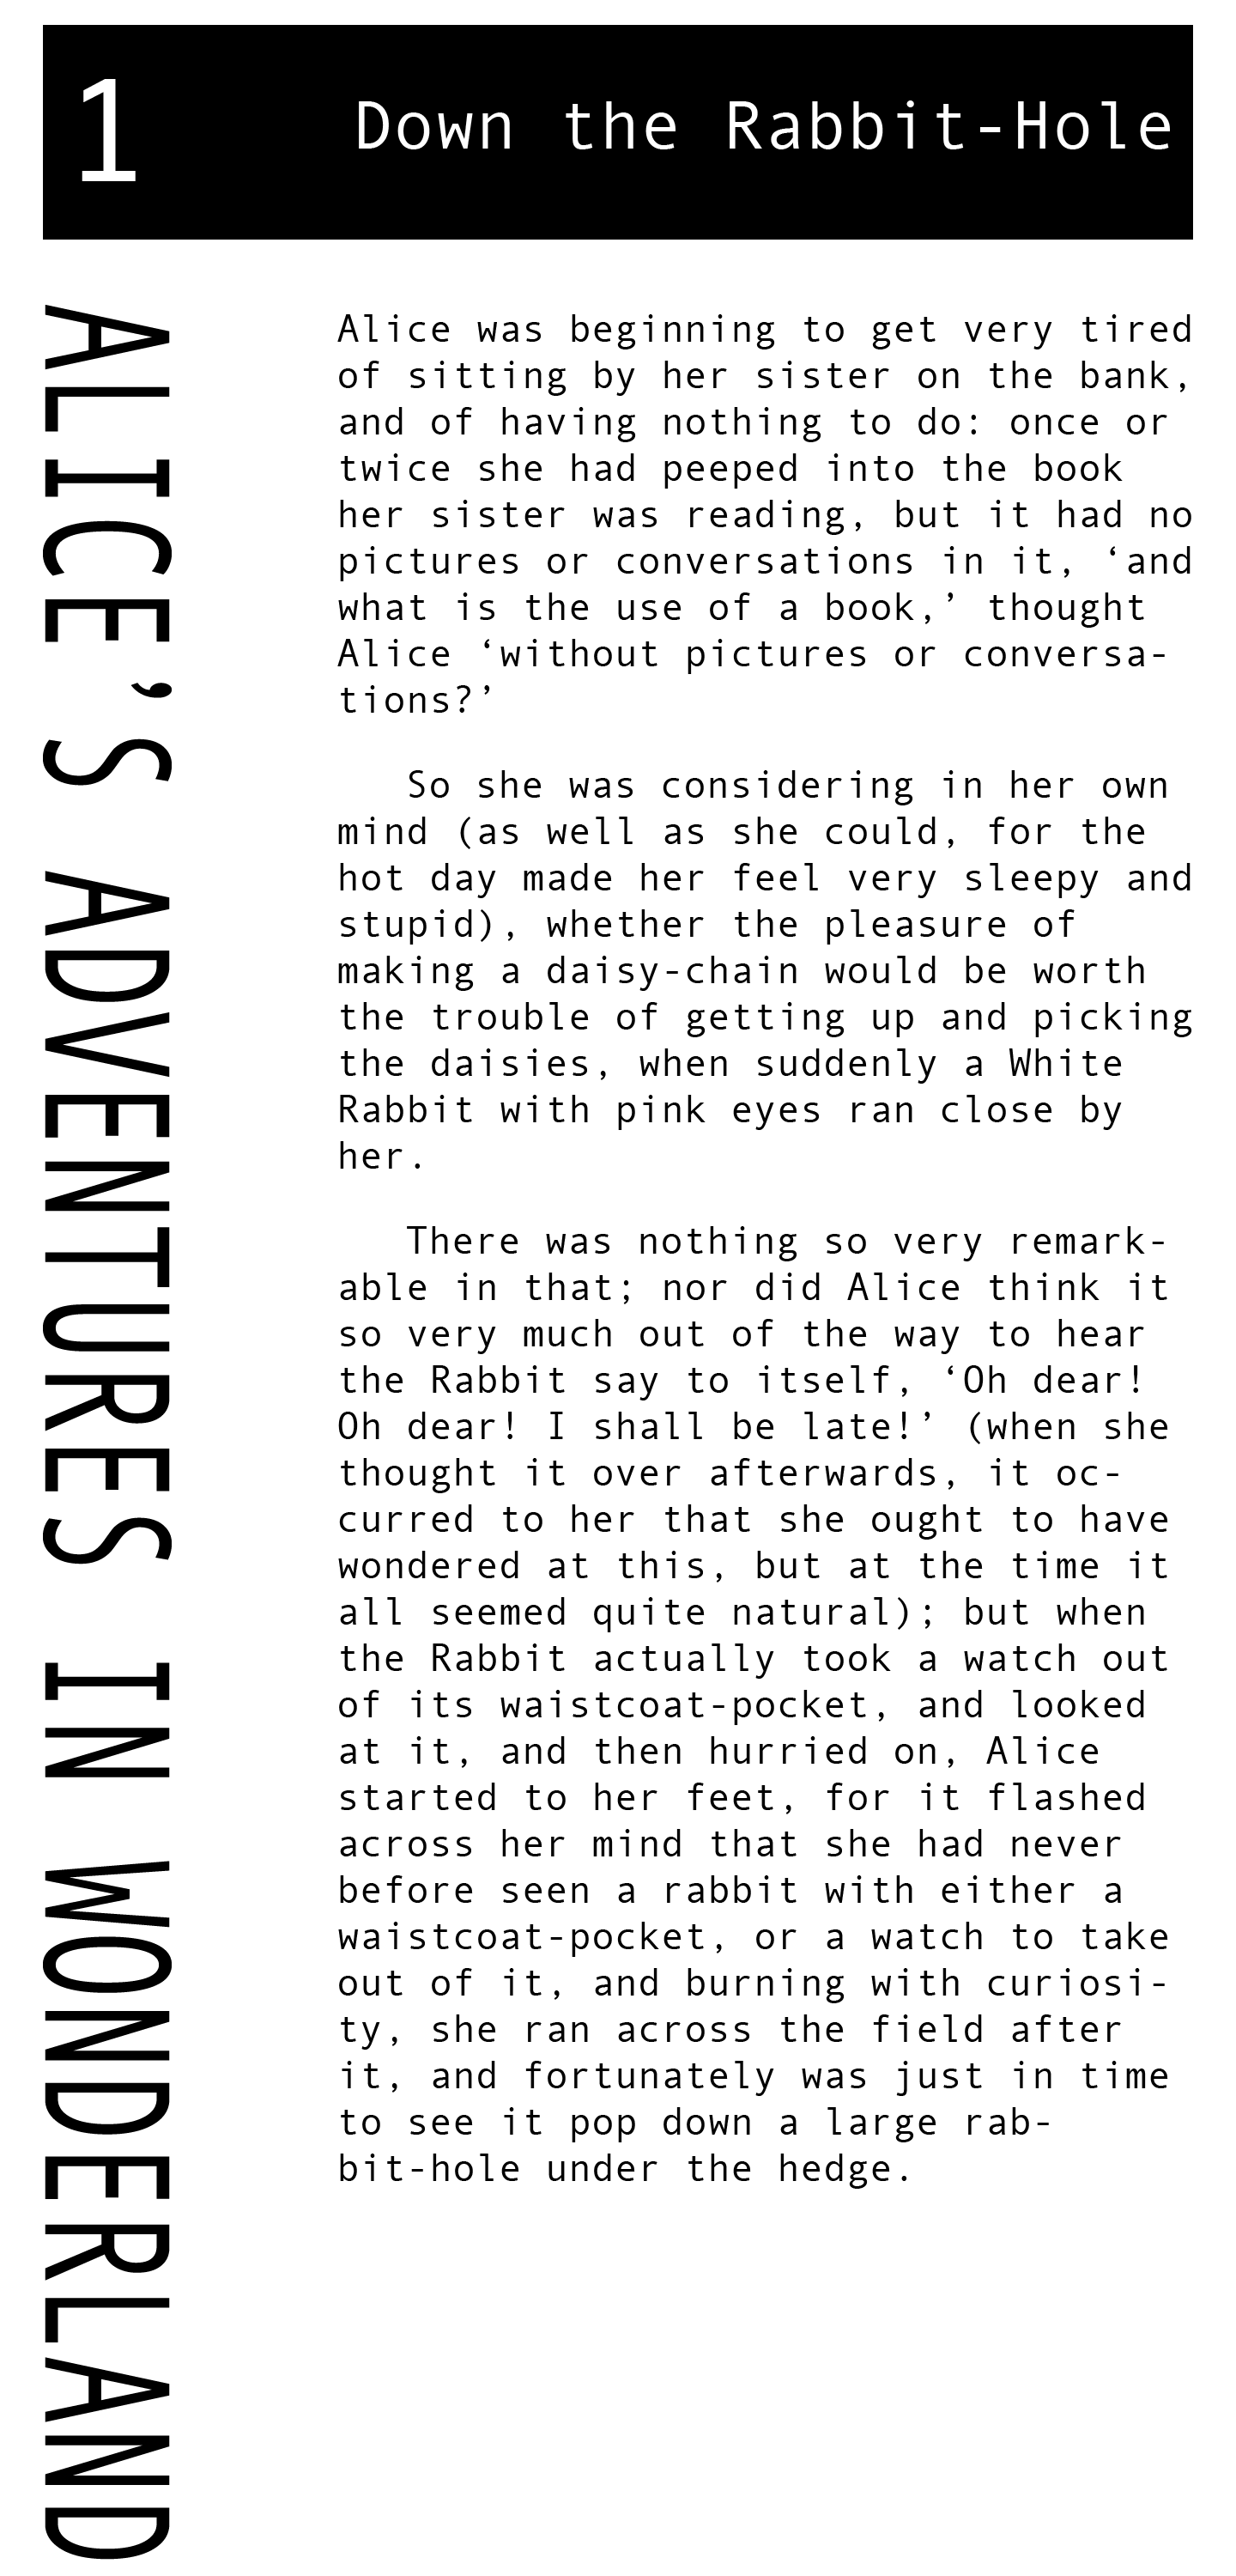 1
Down the Rabbit-Hole
ALICE’S ADVENTURES IN WONDERLAND
Alice was beginning to get very tired
of sitting by her sister on the bank,
and of having nothing to do: once or
twice she had peeped into the book
her sister was reading, but it had no
pictures or conversations in it, ‘and
what is the use of a book,’ thought
Alice ‘without pictures or conversa-
tions?’
So she was considering in her own
mind (as well as she could, for the
hot day made her feel very sleepy and
stupid), whether the pleasure of
making a daisy-chain would be worth
the trouble of getting up and picking
the daisies, when suddenly a White
Rabbit with pink eyes ran close by
her.
There was nothing so very remark-
able in that; nor did Alice think it
so very much out of the way to hear
the Rabbit say to itself, ‘Oh dear!
Oh dear! I shall be late!’ (when she
thought it over afterwards, it oc-
curred to her that she ought to have
wondered at this, but at the time it
all seemed quite natural); but when
the Rabbit actually took a watch out
of its waistcoat-pocket, and looked
at it, and then hurried on, Alice
started to her feet, for it flashed
across her mind that she had never
before seen a rabbit with either a
waistcoat-pocket, or a watch to take
out of it, and burning with curiosi-
ty, she ran across the field after
it, and fortunately was just in time
to see it pop down a large rab-
bit-hole under the hedge.